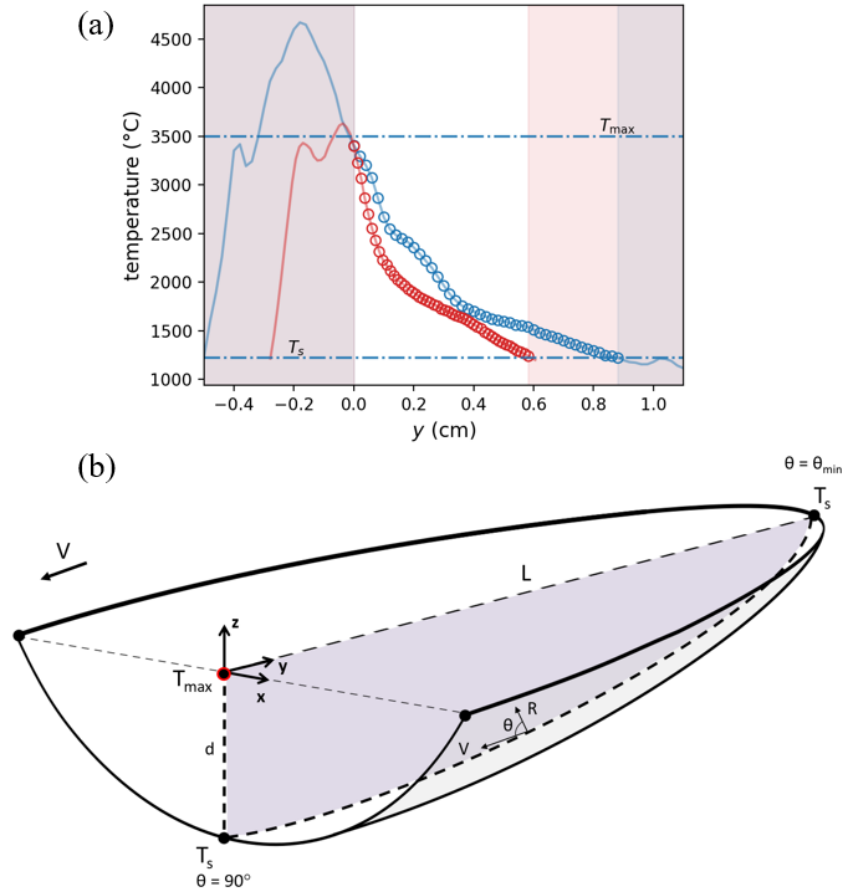 (a)
4500
4000
3500
3000
2500
2000
1500
1000
temperature (°C)
T_max
T_s
−0.4 −0.2 0.0 0.2 0.4 0.6 0.8 1.0
y (cm)
(b)
θ = θ_min
T_s
V
L
z
y
x
T_max
R
θ
V
d
T_s
θ = 90°